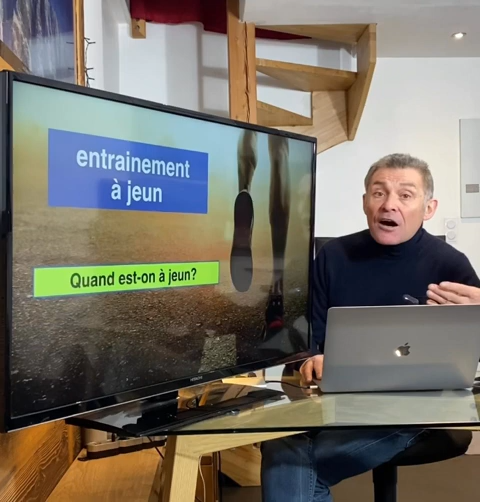 entrainement
à jeun
Quand est-on à jeun?